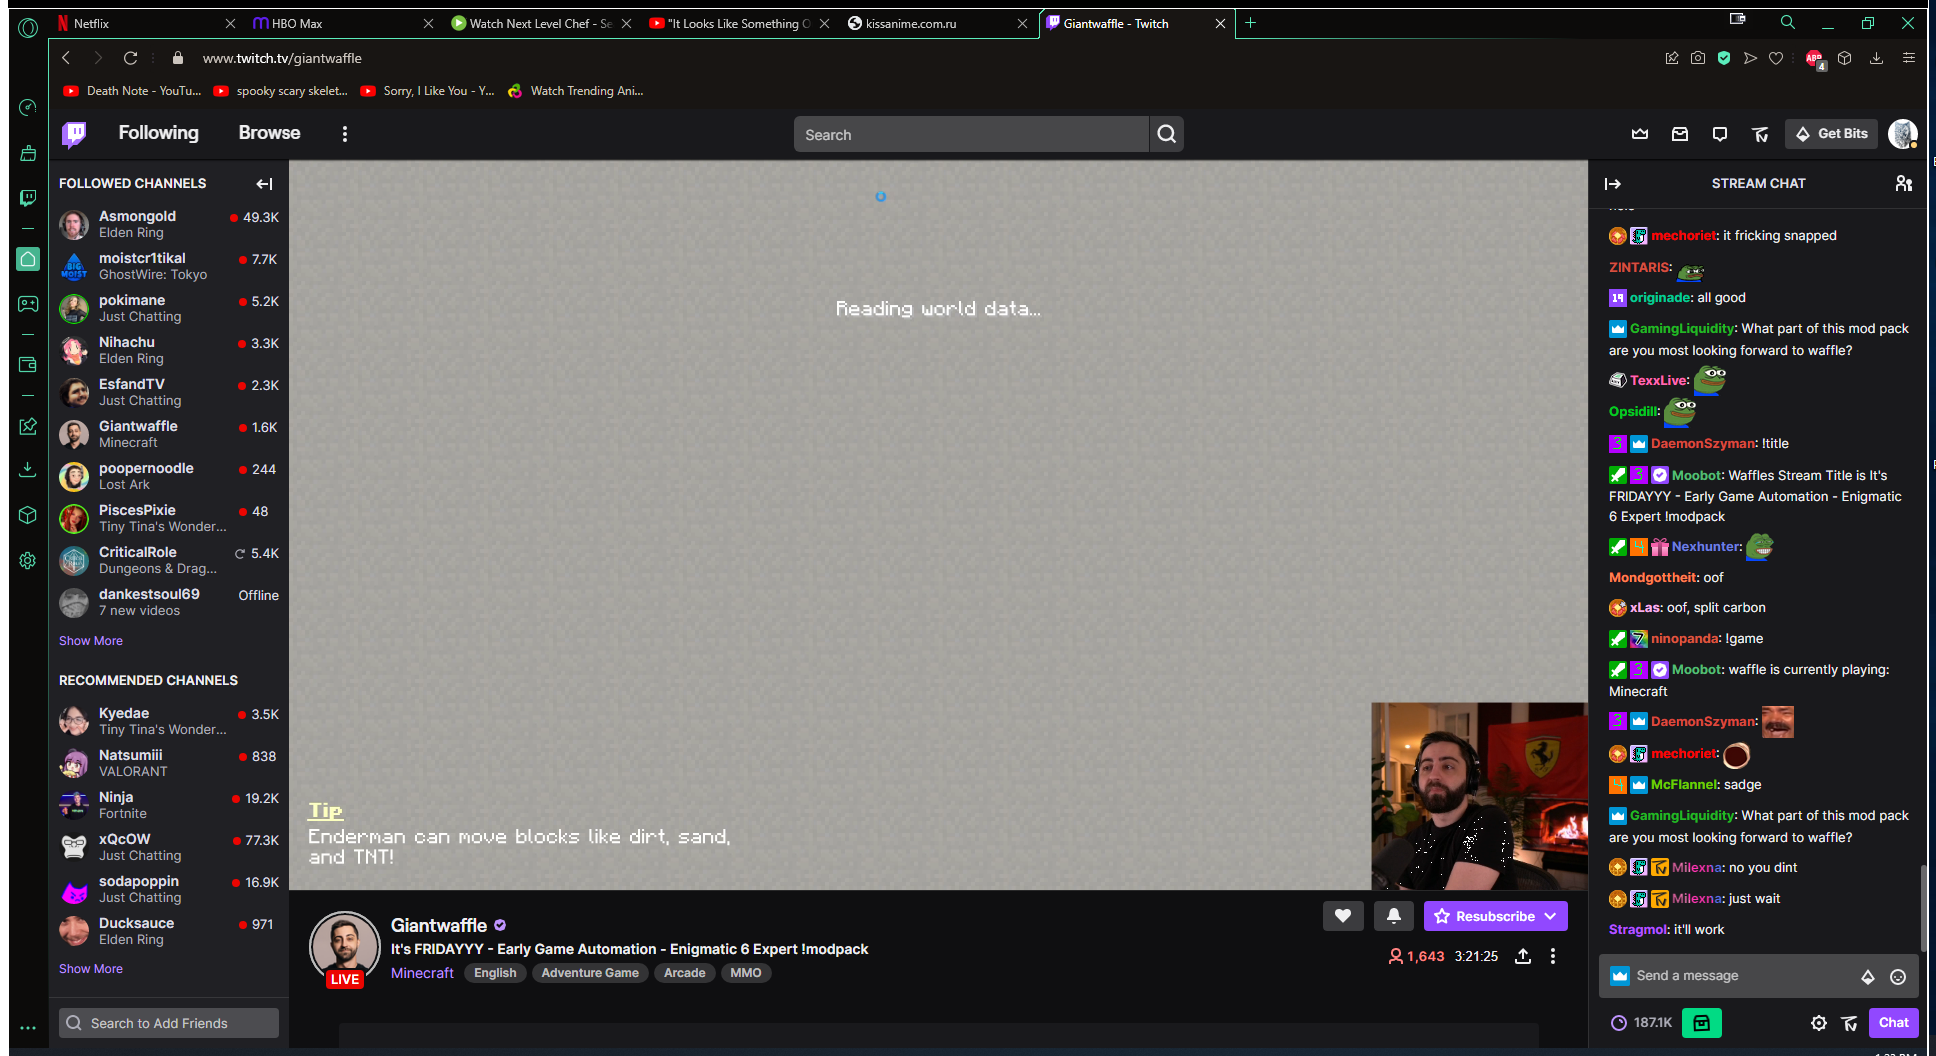 Netflix
HBO Max
Watch Next Level Chef - Se
"It Looks Like Something O
kissanime.com.ru
Giantwaffle - Twitch
www.twitch.tv/giantwaffle
ABP
4
Death Note - YouTu...
spooky scary skelet...
Sorry, I Like You - Y...
Watch Trending Ani...
Following
Browse
Search
Get Bits
FOLLOWED CHANNELS
Asmongold
49.3K
Elden Ring
moistcr1tikal
7.7K
GhostWire: Tokyo
BIG MOIST
pokimane
5.2K
Just Chatting
Nihachu
3.3K
Elden Ring
EsfandTV
2.3K
Just Chatting
Giantwaffle
1.6K
Minecraft
poopernoodle
244
Lost Ark
PiscesPixie
48
Tiny Tina's Wonder...
CriticalRole
5.4K
Dungeons & Drag...
dankestsoul69
Offline
7 new videos
Show More
RECOMMENDED CHANNELS
Kyedae
3.5K
Tiny Tina's Wonder...
Natsumiii
838
VALORANT
Ninja
19.2K
Fortnite
xQcOW
77.3K
Just Chatting
sodapoppin
16.9K
Just Chatting
Ducksauce
971
Elden Ring
Show More
Search to Add Friends
Reading world data...
Tip
Enderman can move blocks like dirt, sand,
and TNT!
Giantwaffle
It's FRIDAYYY - Early Game Automation - Enigmatic 6 Expert !modpack
LIVE
Minecraft
English
Adventure Game
Arcade
MMO
Resubscribe
1,643
3:21:25
STREAM CHAT
mechoriet: it fricking snapped
ZINTARIS:
19 originade: all good
GamingLiquidity: What part of this mod pack
are you most looking forward to waffle?
TexxLive:
Opsidill:
3 DaemonSzyman: !title
3 Moobot: Waffles Stream Title is It's
FRIDAYYY - Early Game Automation - Enigmatic
6 Expert !modpack
4 Nexhunter:
Mondgottheit: oof
xLas: oof, split carbon
7 ninopanda: !game
3 Moobot: waffle is currently playing:
Minecraft
3 DaemonSzyman:
mechoriet:
4 McFlannel: sadge
GamingLiquidity: What part of this mod pack
are you most looking forward to waffle?
Milexna: no you dint
Milexna: just wait
Stragmol: it'll work
Send a message
187.1K
Chat